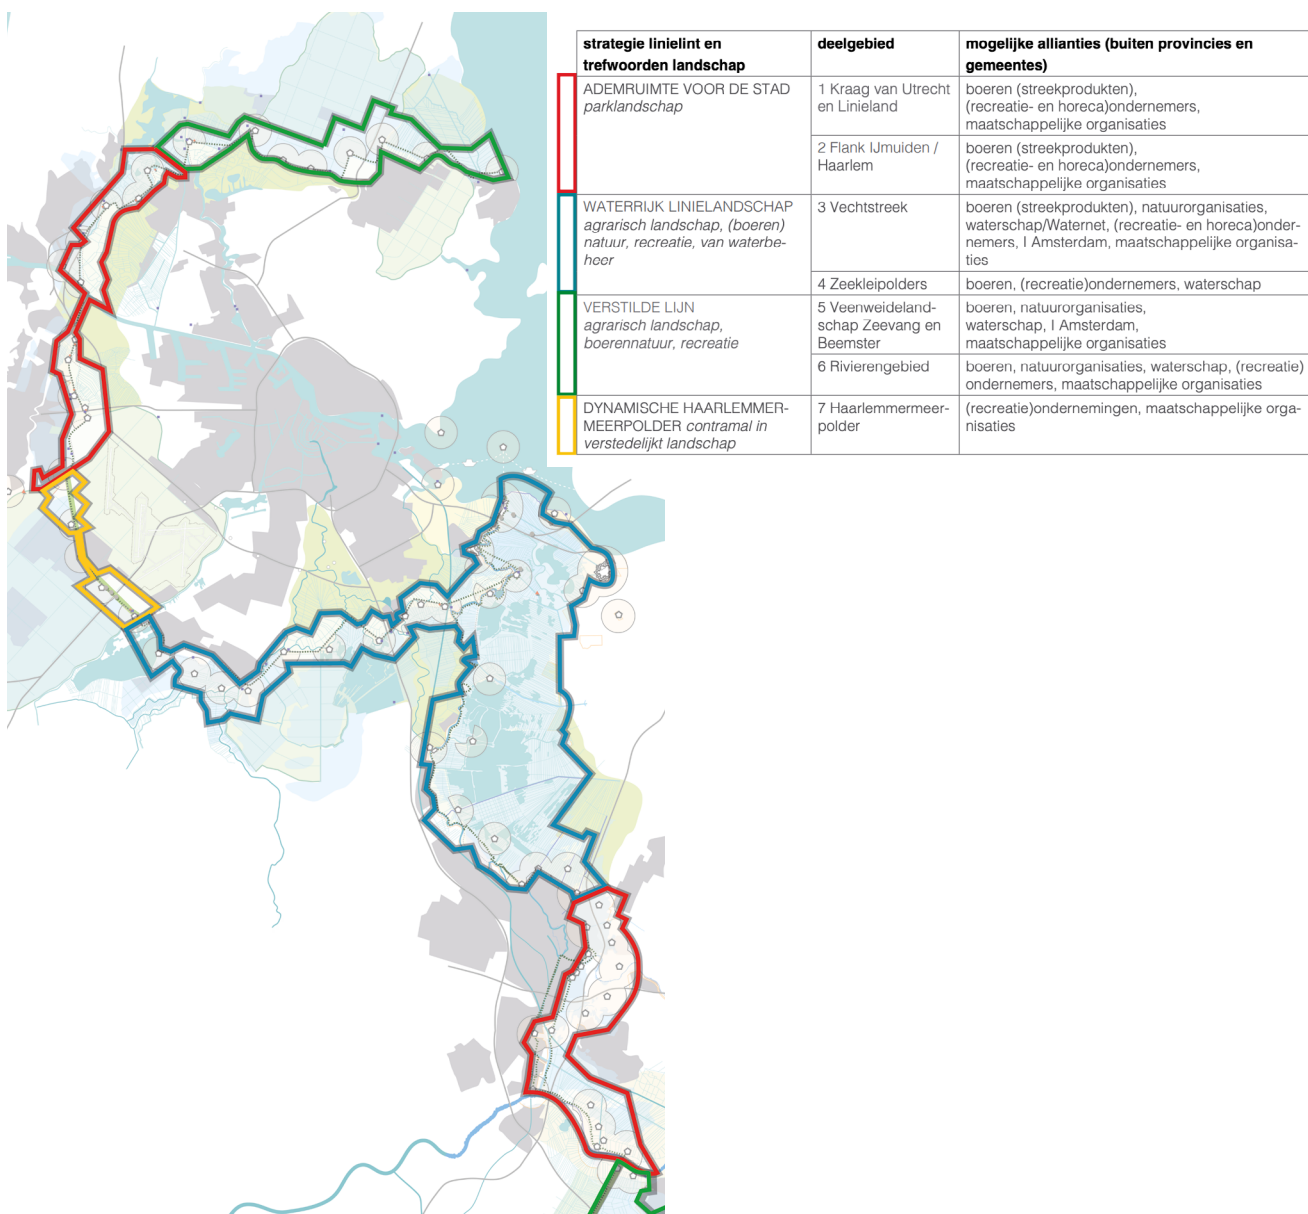 strategie linielint en
trefwoorden landschap
deelgebied
mogelijke allianties (buiten provincies en
gemeentes)
ADEMRUIMTE VOOR DE STAD
parklandschap
1 Kraag van Utrecht
en Linieland
boeren (streekprodukten),
(recreatie- en horeca)ondernemers,
maatschappelijke organisaties
2 Flank IJmuiden /
Haarlem
boeren (streekprodukten),
(recreatie- en horeca)ondernemers,
maatschappelijke organisaties
WATERRIJK LINIELANDSCHAP
agrarisch landschap, (boeren)
natuur, recreatie, van waterbe-
heer
3 Vechtstreek
boeren (streekprodukten), natuurorganisaties,
waterschap/Waternet, (recreatie- en horeca)onder-
nemers, I Amsterdam, maatschappelijke organisa-
ties
4 Zeekleipolders
boeren, (recreatie)ondernemers, waterschap
VERSTILDE LIJN
agrarisch landschap,
boerennatuur, recreatie
5 Veenweideland-
schap Zeevang en
Beemster
boeren, natuurorganisaties,
waterschap, I Amsterdam,
maatschappelijke organisaties
6 Rivierengebied
boeren, natuurorganisaties, waterschap, (recreatie)
ondernemers, maatschappelijke organisaties
DYNAMISCHE HAARLEMMER-
MEERPOLDER contramal in
verstedelijkt landschap
7 Haarlemmermeer-
polder
(recreatie)ondernemingen, maatschappelijke orga-
nisaties